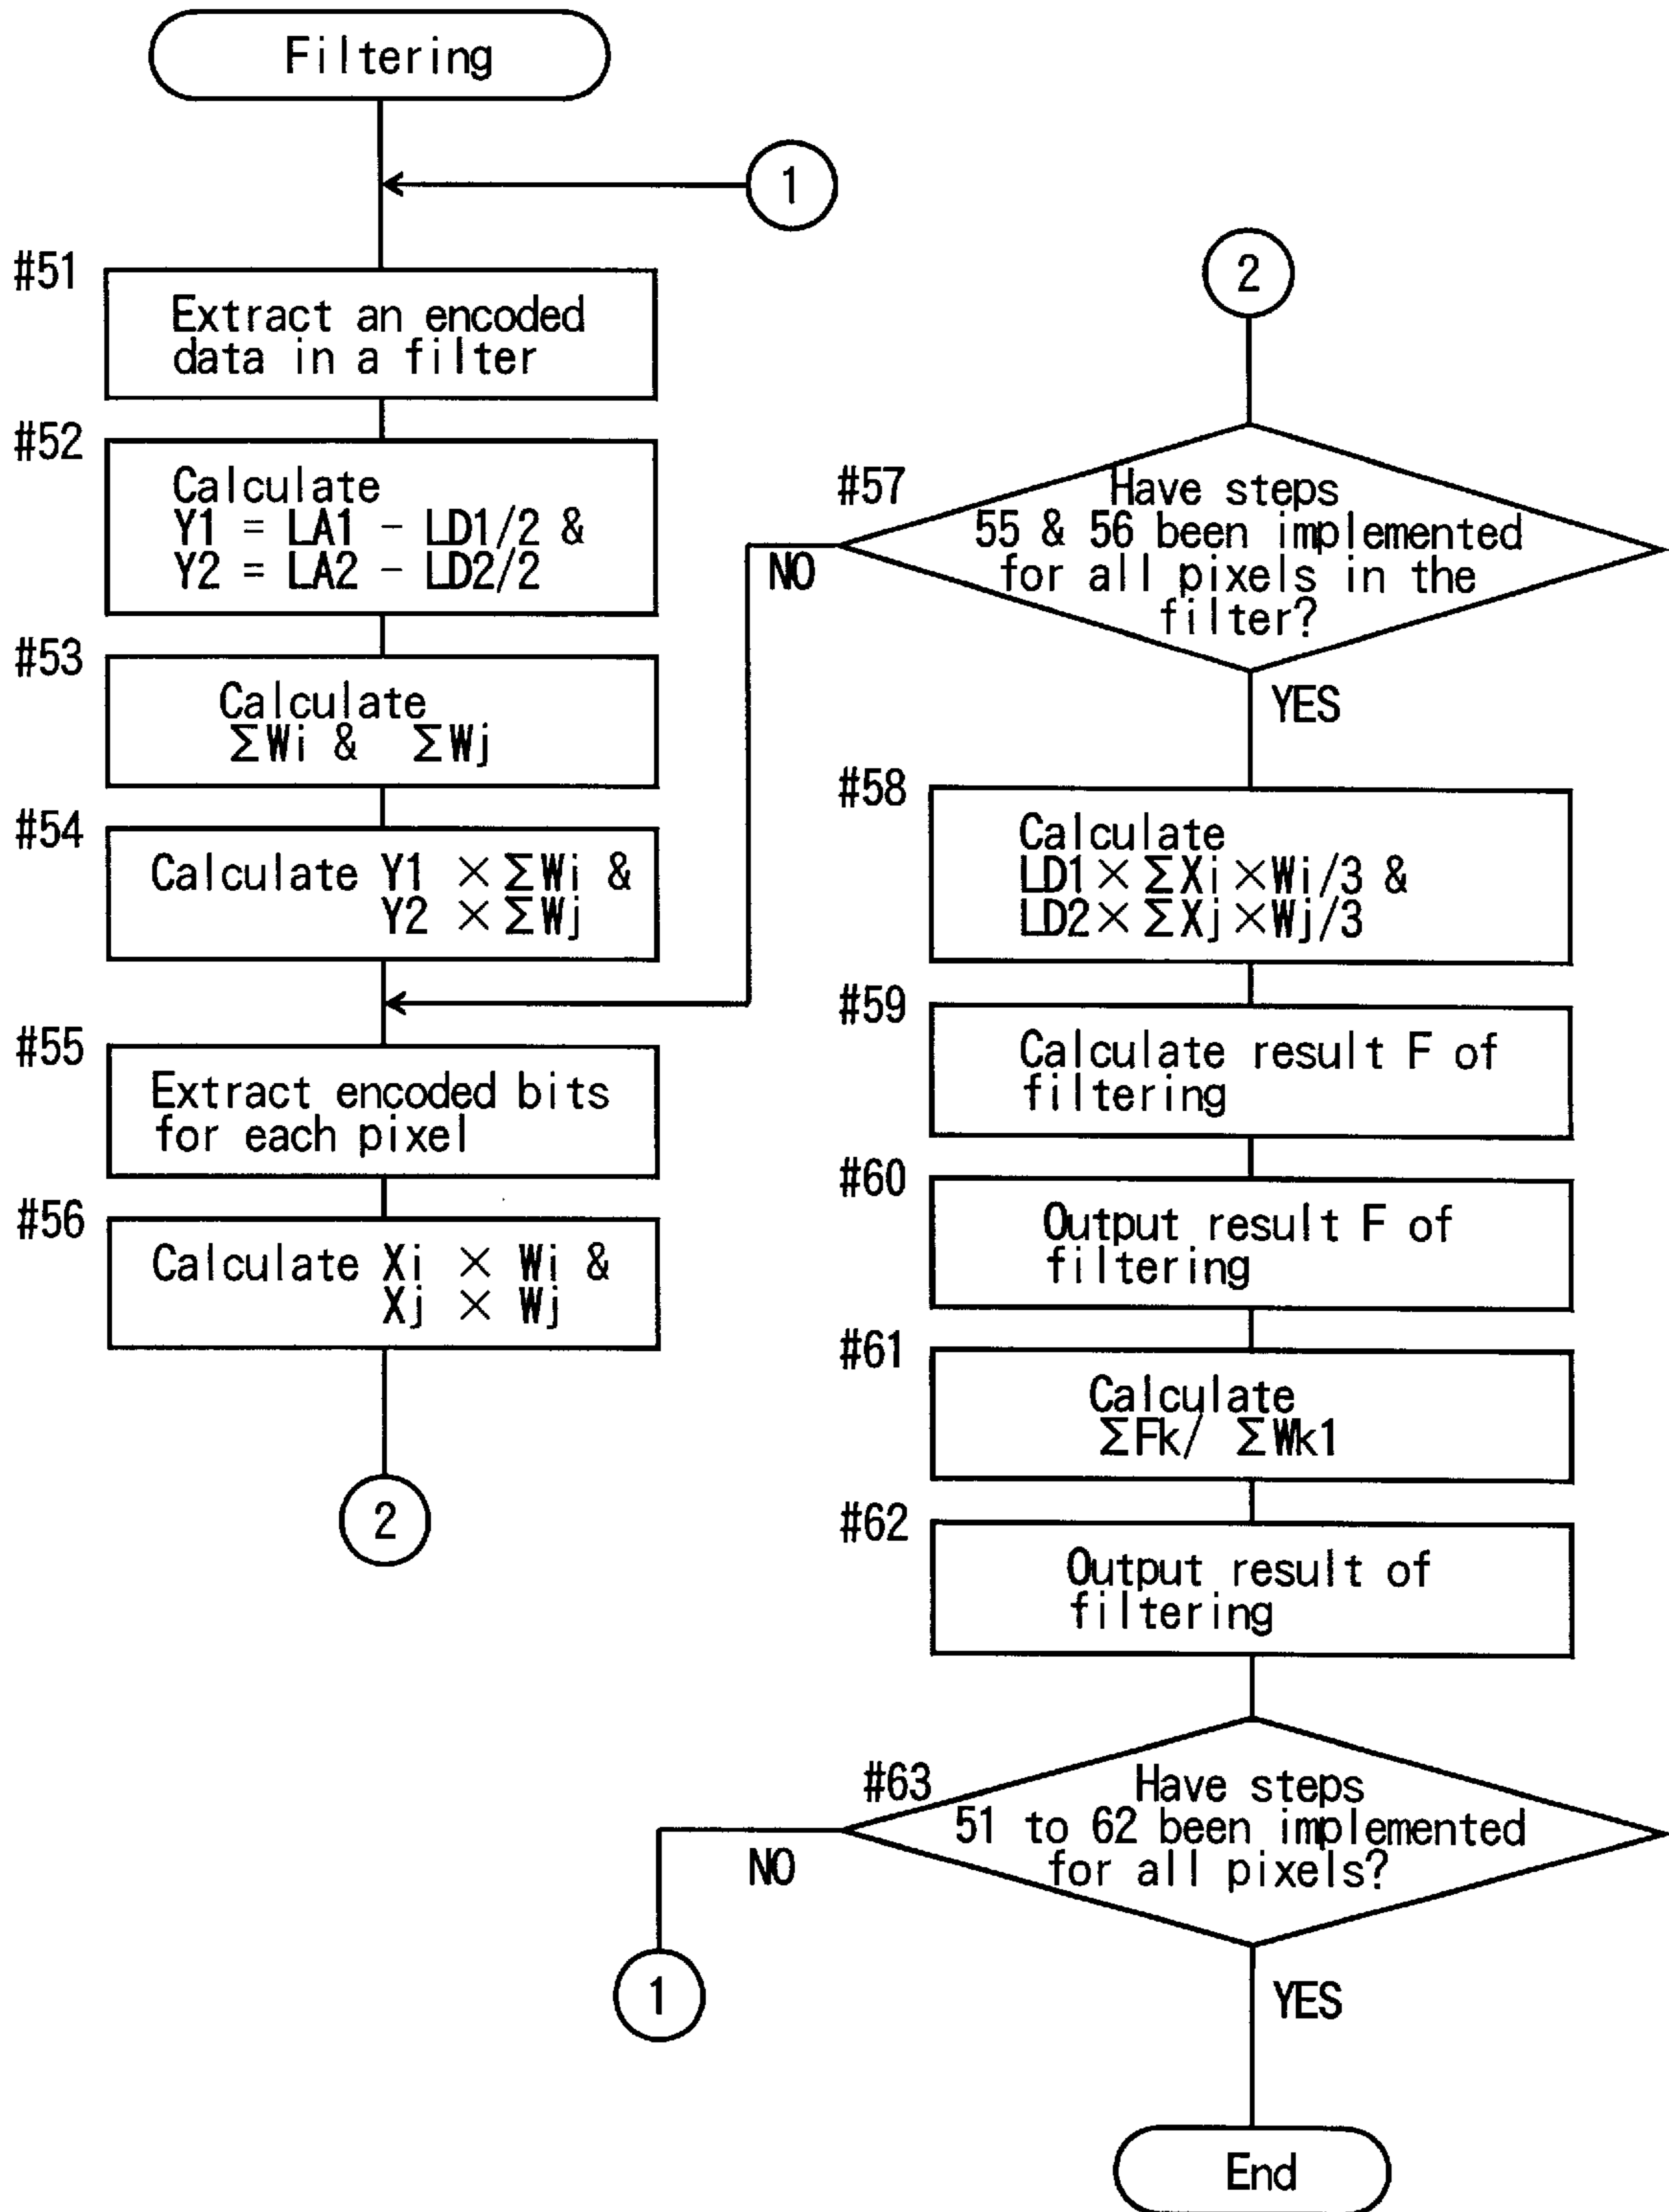 Filtering
1
#51
Extract an encoded
data in a filter
#52
Calculate
Y1 = LA1 - LD1/2 &
Y2 = LA2 - LD2/2
#53
Calculate
ΣWi & ΣWj
#54
Calculate Y1 × ΣWi &
Y2 × ΣWj
#55
Extract encoded bits
for each pixel
#56
Calculate Xi × Wi &
Xj × Wj
2
2
#57
Have steps
55 & 56 been implemented
for all pixels in the
filter?
NO
YES
#58
Calculate
LD1×ΣXi×Wi/3 &
LD2×ΣXj×Wj/3
#59
Calculate result F of
filtering
#60
Output result F of
filtering
#61
Calculate
ΣFk/ ΣWk1
#62
Output result of
filtering
#63
Have steps
51 to 62 been implemented
for all pixels?
NO
1
YES
End